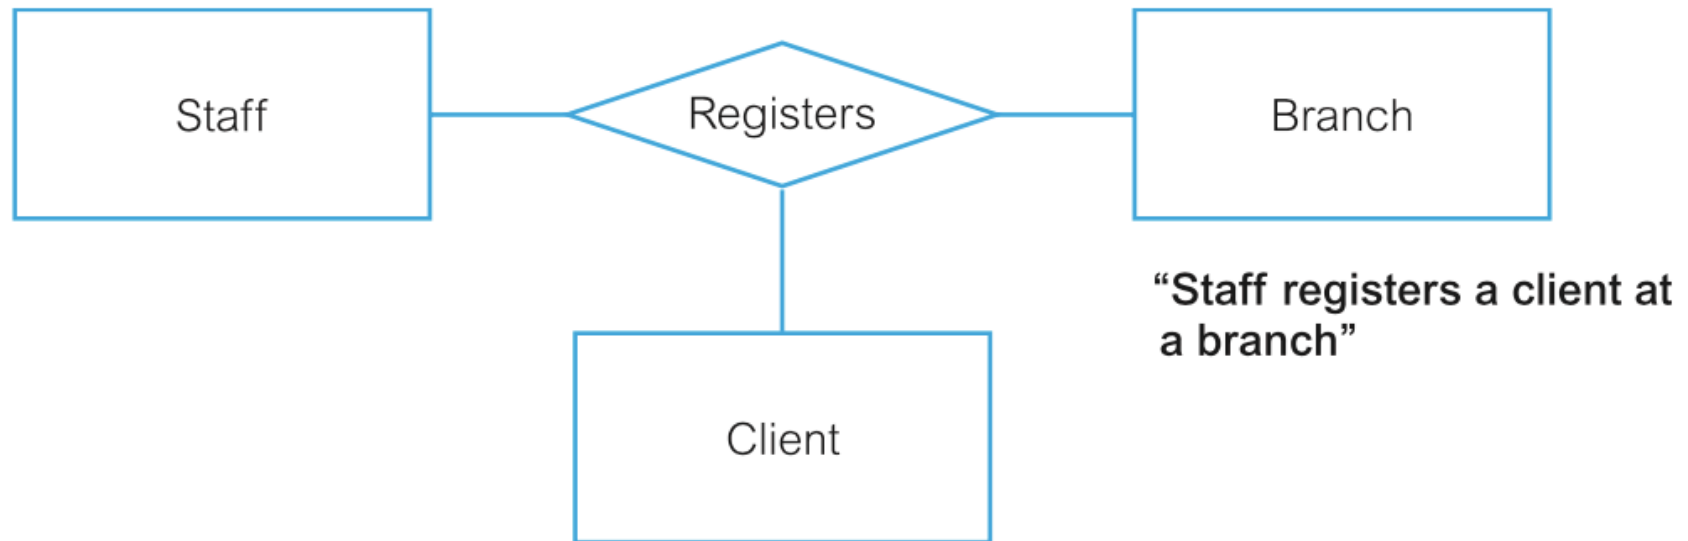 Staff
Registers
Branch
“Staff registers a client at
a branch”
Client